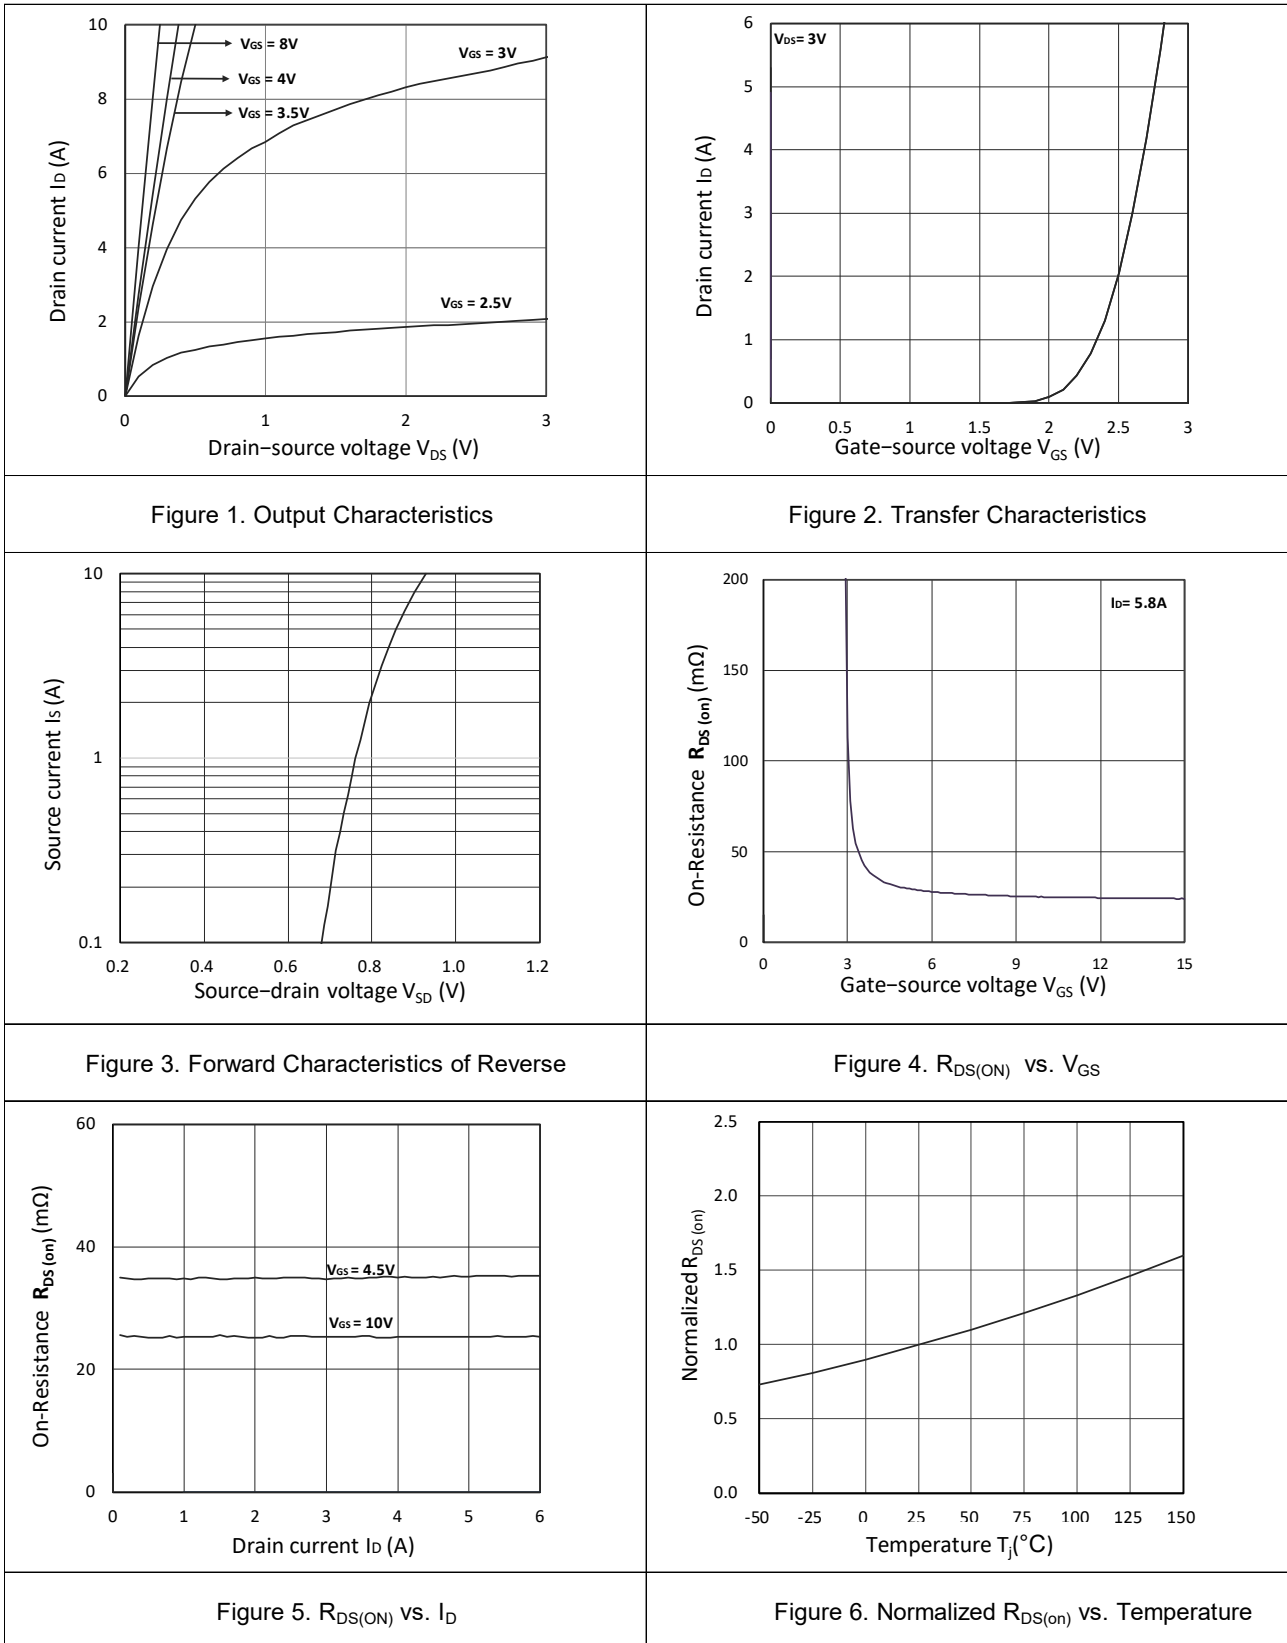 Drain current ID (A)
10
8
6
4
2
0
VGS = 8V
VGS = 4V
VGS = 3.5V
VGS = 3V
VGS = 2.5V
0 1 2 3
Drain−source voltage VDS (V)
Figure 1. Output Characteristics
Drain current ID (A)
6
5
4
3
2
1
0
VDS= 3V
0 0.5 1 1.5 2 2.5 3
Gate−source voltage VGS (V)
Figure 2. Transfer Characteristics
Source current IS (A)
10
1
0.1
0.2 0.4 0.6 0.8 1.0 1.2
Source−drain voltage VSD (V)
Figure 3. Forward Characteristics of Reverse
On-Resistance RDS (on) (mΩ)
200
150
100
50
0
ID= 5.8A
0 3 6 9 12 15
Gate−source voltage VGS (V)
Figure 4. RDS(ON) vs. VGS
On-Resistance RDS (on) (mΩ)
60
40
20
0
VGS = 4.5V
VGS = 10V
0 1 2 3 4 5 6
Drain current ID (A)
Figure 5. RDS(ON) vs. ID
Normalized RDS (on)
2.5
2.0
1.5
1.0
0.5
0.0
-50 -25 0 25 50 75 100 125 150
Temperature Tj(°C)
Figure 6. Normalized RDS(on) vs. Temperature